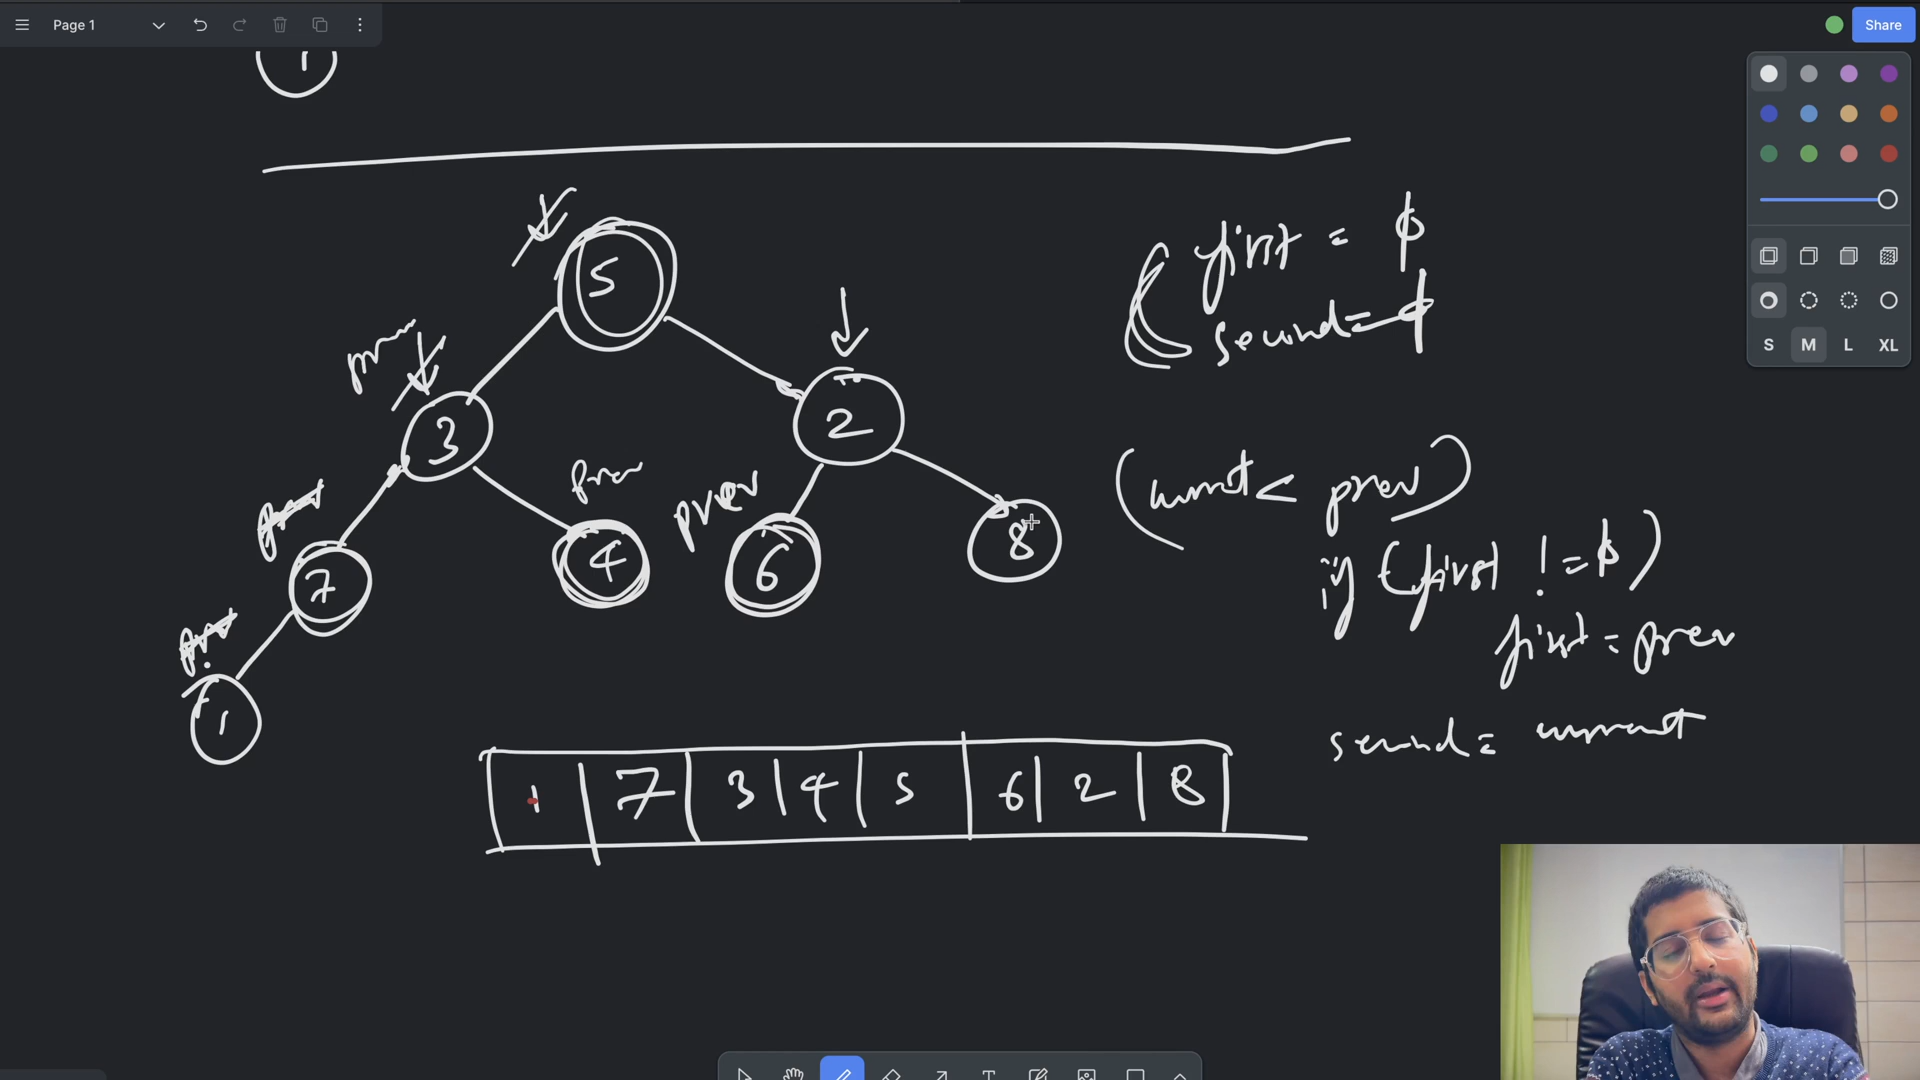 Page 1
Share
1
5
first = ϕ
second = ϕ
3
2
prev
prev
7
4
6
8
(current < prev)
if (first != ϕ)
first = prev
second = current
1
1 | 7 | 3 | 4 | 5 | 6 | 2 | 8
S M L XL
T